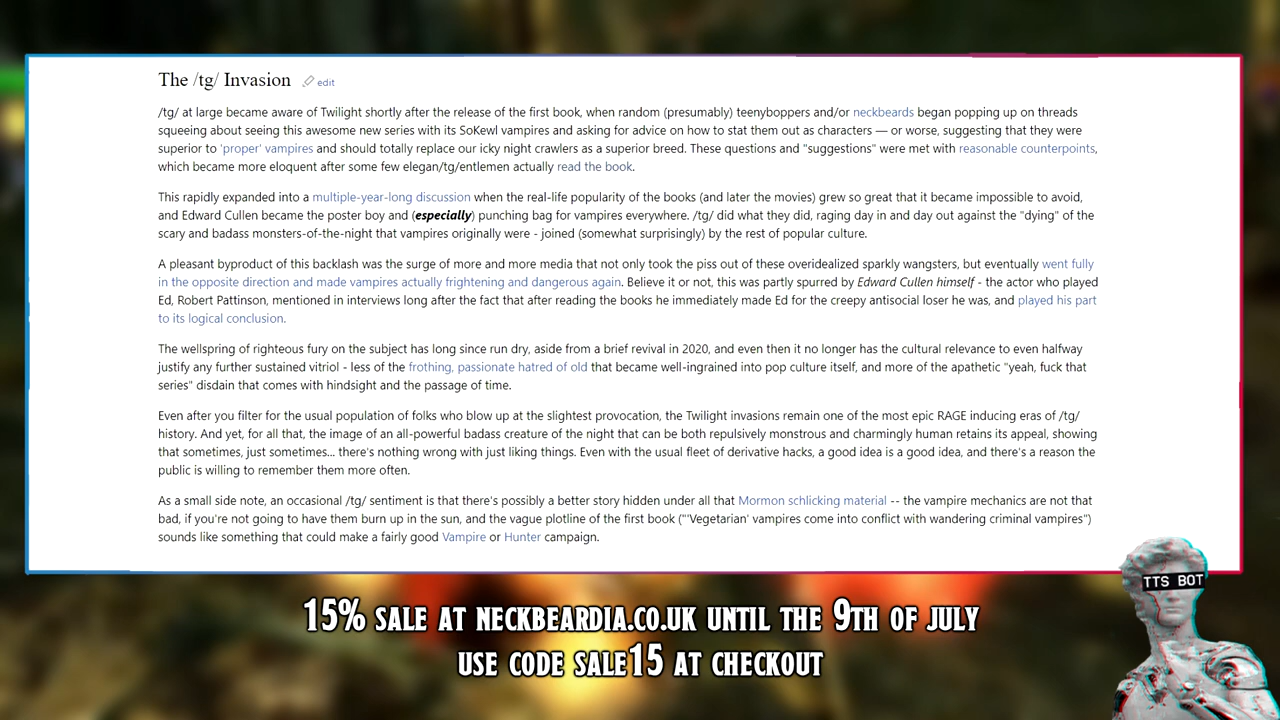 The /tg/ Invasion edit
/tg/ at large became aware of Twilight shortly after the release of the first book, when random (presumably) teenyboppers and/or neckbeards began popping up on threads
squeeing about seeing this awesome new series with its SoKewl vampires and asking for advice on how to stat them out as characters — or worse, suggesting that they were
superior to 'proper' vampires and should totally replace our icky night crawlers as a superior breed. These questions and "suggestions" were met with reasonable counterpoints,
which became more eloquent after some few elegan/tg/entlemen actually read the book.
This rapidly expanded into a multiple-year-long discussion when the real-life popularity of the books (and later the movies) grew so great that it became impossible to avoid,
and Edward Cullen became the poster boy and (especially) punching bag for vampires everywhere. /tg/ did what they did, raging day in and day out against the "dying" of the
scary and badass monsters-of-the-night that vampires originally were - joined (somewhat surprisingly) by the rest of popular culture.
A pleasant byproduct of this backlash was the surge of more and more media that not only took the piss out of these overidealized sparkly wangsters, but eventually went fully
in the opposite direction and made vampires actually frightening and dangerous again. Believe it or not, this was partly spurred by Edward Cullen himself - the actor who played
Ed, Robert Pattinson, mentioned in interviews long after the fact that after reading the books he immediately made Ed for the creepy antisocial loser he was, and played his part
to its logical conclusion.
The wellspring of righteous fury on the subject has long since run dry, aside from a brief revival in 2020, and even then it no longer has the cultural relevance to even halfway
justify any further sustained vitriol - less of the frothing, passionate hatred of old that became well-ingrained into pop culture itself, and more of the apathetic "yeah, fuck that
series" disdain that comes with hindsight and the passage of time.
Even after you filter for the usual population of folks who blow up at the slightest provocation, the Twilight invasions remain one of the most epic RAGE inducing eras of /tg/
history. And yet, for all that, the image of an all-powerful badass creature of the night that can be both repulsively monstrous and charmingly human retains its appeal, showing
that sometimes, just sometimes... there's nothing wrong with just liking things. Even with the usual fleet of derivative hacks, a good idea is a good idea, and there's a reason the
public is willing to remember them more often.
As a small side note, an occasional /tg/ sentiment is that there's possibly a better story hidden under all that Mormon schlicking material -- the vampire mechanics are not that
bad, if you're not going to have them burn up in the sun, and the vague plotline of the first book ("'Vegetarian' vampires come into conflict with wandering criminal vampires")
sounds like something that could make a fairly good Vampire or Hunter campaign.
TTS BOT
15% SALE AT NECKBEARDIA.CO.UK UNTIL THE 9TH OF JULY
USE CODE SALE15 AT CHECKOUT